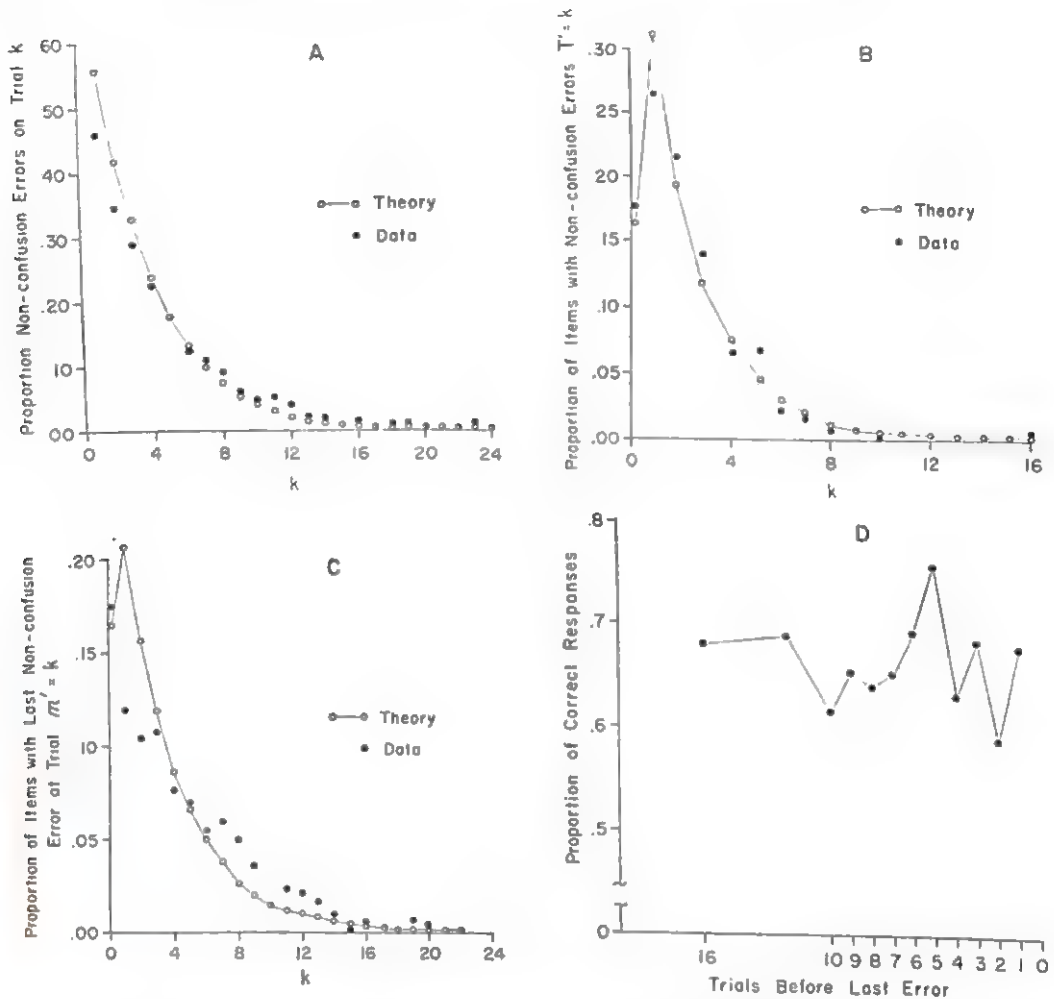 A
Proportion Non-confusion Errors on Trial k
60
50
40
.30
.20
10
00
0 4 8 12 16 20 24
k
Theory
Data
B
Proportion of Items with Non-confusion Errors T' = k
.30
20
15
.10
.05
.00
0 4 8 12 16
k
Theory
Data
C
Proportion of Items with Last Non-confusion
Error at Trial m' = k
.20
.15
10
.05
.00
0 4 8 12 16 20 24
k
Theory
Data
D
Proportion of Correct Responses
.8
.7
.6
.5
0
16 10 9 8 7 6 5 4 3 2 1 0
Trials Before Last Error